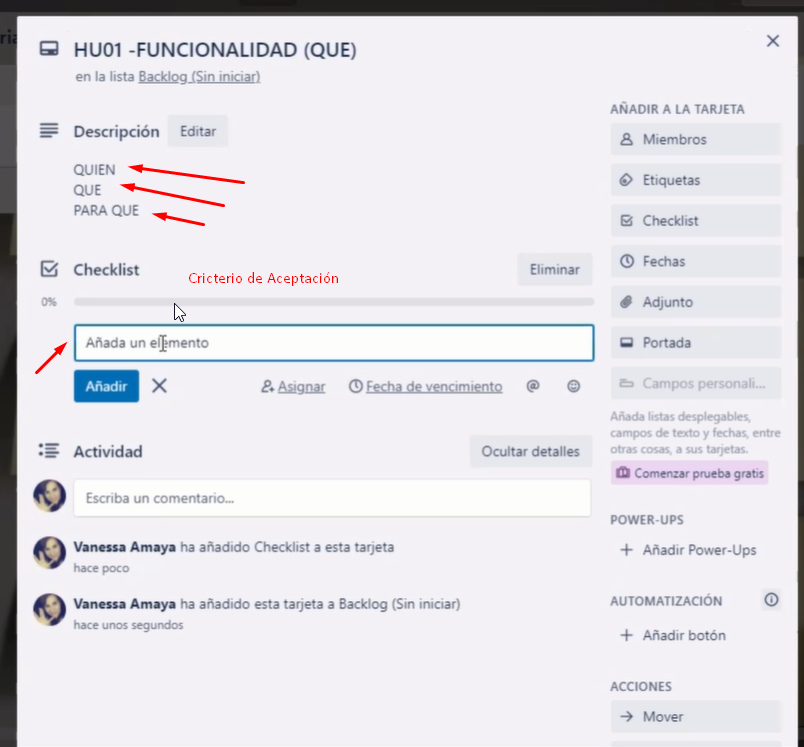 HU01 -FUNCIONALIDAD (QUE)
en la lista Backlog (Sin iniciar)
Descripción Editar
QUIEN
QUE
PARA QUE
Checklist Eliminar
Cricterio de Aceptación
0%
Añada un elemento
Añadir Asignar Fecha de vencimiento
Actividad Ocultar detalles
Escriba un comentario...
Vanessa Amaya ha añadido Checklist a esta tarjeta
hace poco
Vanessa Amaya ha añadido esta tarjeta a Backlog (Sin iniciar)
hace unos segundos
AÑADIR A LA TARJETA
Miembros
Etiquetas
Checklist
Fechas
Adjunto
Portada
Campos personali...
Añada listas desplegables,
campos de texto y fechas, entre
otras cosas, a sus tarjetas.
Comenzar prueba gratis
POWER-UPS
+ Añadir Power-Ups
AUTOMATIZACIÓN
+ Añadir botón
ACCIONES
→ Mover